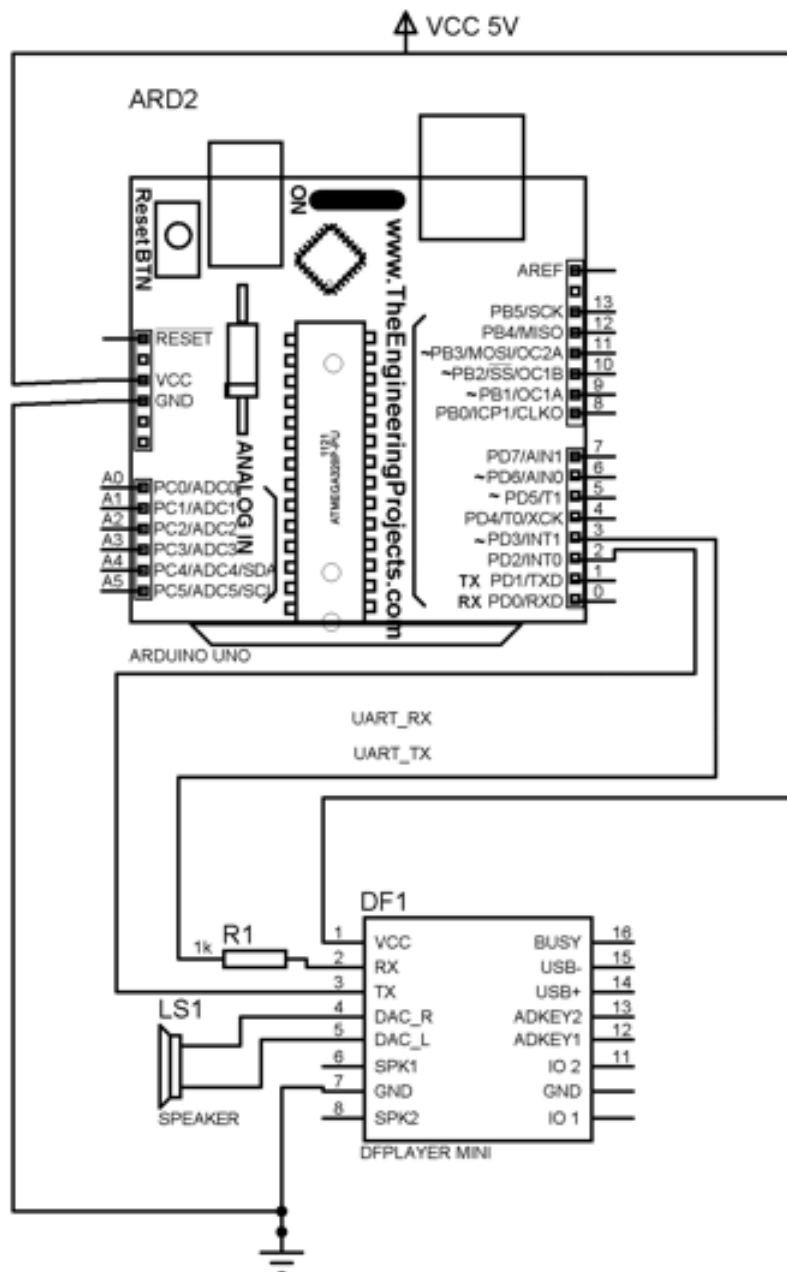 VCC 5V
ARD2
Reset BTN
ON
www.TheEngineeringProjects.com
ANALOG IN
RESET
VCC
GND
A0 PC0/ADC0
A1 PC1/ADC1
A2 PC2/ADC2
A3 PC3/ADC3
A4 PC4/ADC4/SDA
A5 PC5/ADC5/SCL
AREF
PB5/SCK 13
PB4/MISO 12
~PB3/MOSI/OC2A 11
~PB2/SS/OC1B 10
~PB1/OC1A 9
PB0/ICP1/CLKO 8
PD7/AIN1 7
~PD6/AIN0 6
~PD5/T1 5
PD4/T0/XCK 4
~PD3/INT1 3
PD2/INT0 2
TX PD1/TXD 1
RX PD0/RXD 0
ARDUINO UNO
UART_RX
UART_TX
DF1
R1
1k
LS1
SPEAKER
1 VCC BUSY 16
2 RX USB- 15
3 TX USB+ 14
4 DAC_R ADKEY2 13
5 DAC_L ADKEY1 12
6 SPK1 IO 2 11
7 GND GND
8 SPK2 IO 1
DFPLAYER MINI